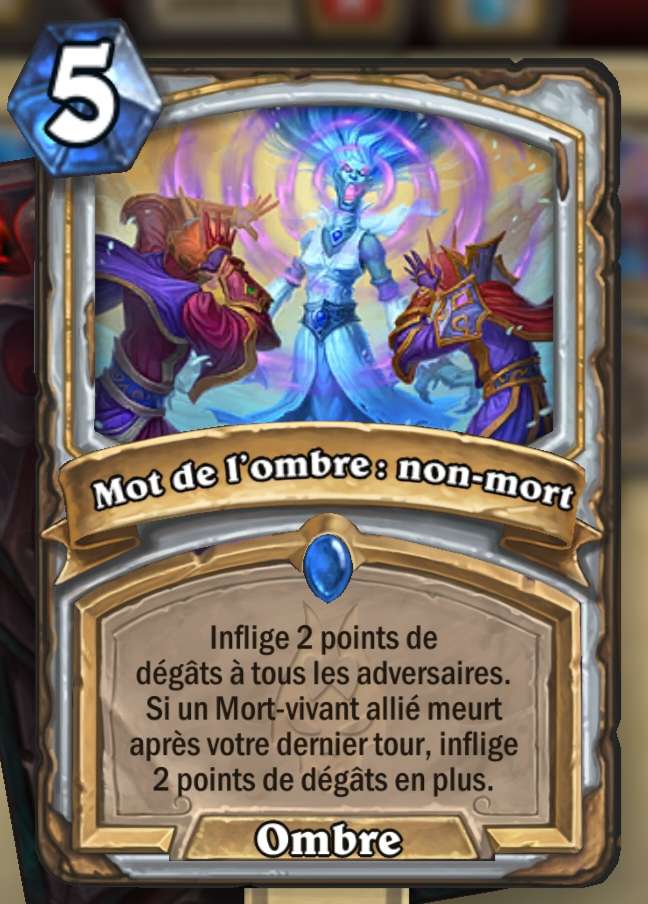 5
Mot de l'ombre : non-mort
Inflige 2 points de
dégâts à tous les adversaires.
Si un Mort-vivant allié meurt
après votre dernier tour, inflige
2 points de dégâts en plus.
Ombre